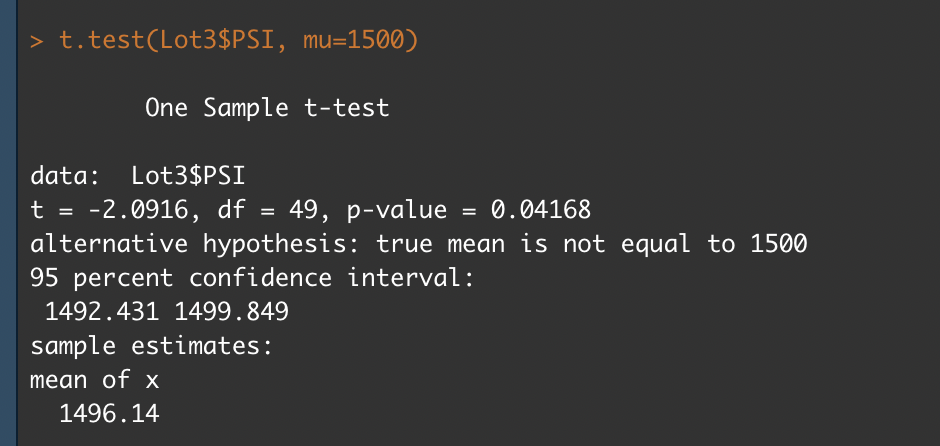 > t.test(Lot3$PSI, mu=1500)
One Sample t-test
data:  Lot3$PSI
t = -2.0916, df = 49, p-value = 0.04168
alternative hypothesis: true mean is not equal to 1500
95 percent confidence interval:
 1492.431 1499.849
sample estimates:
mean of x
  1496.14